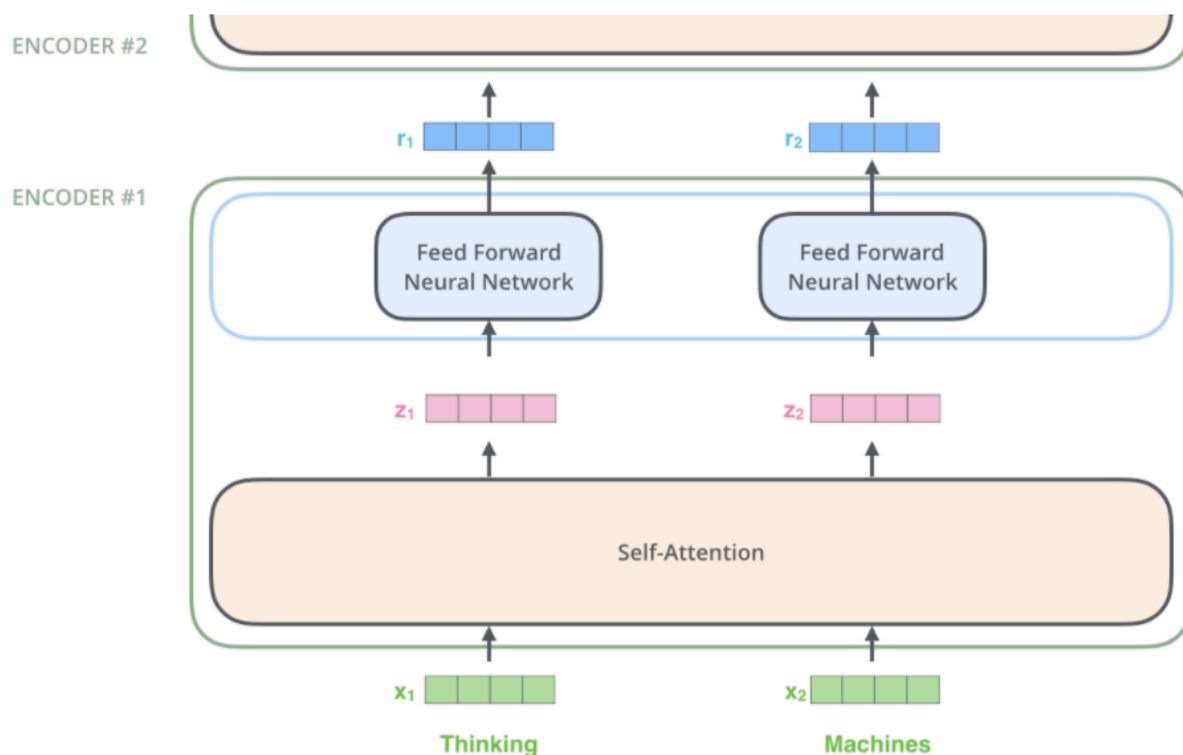 ENCODER #2
r₁
r₂
ENCODER #1
Feed Forward
Neural Network
Feed Forward
Neural Network
z₁
z₂
Self-Attention
x₁
x₂
Thinking
Machines